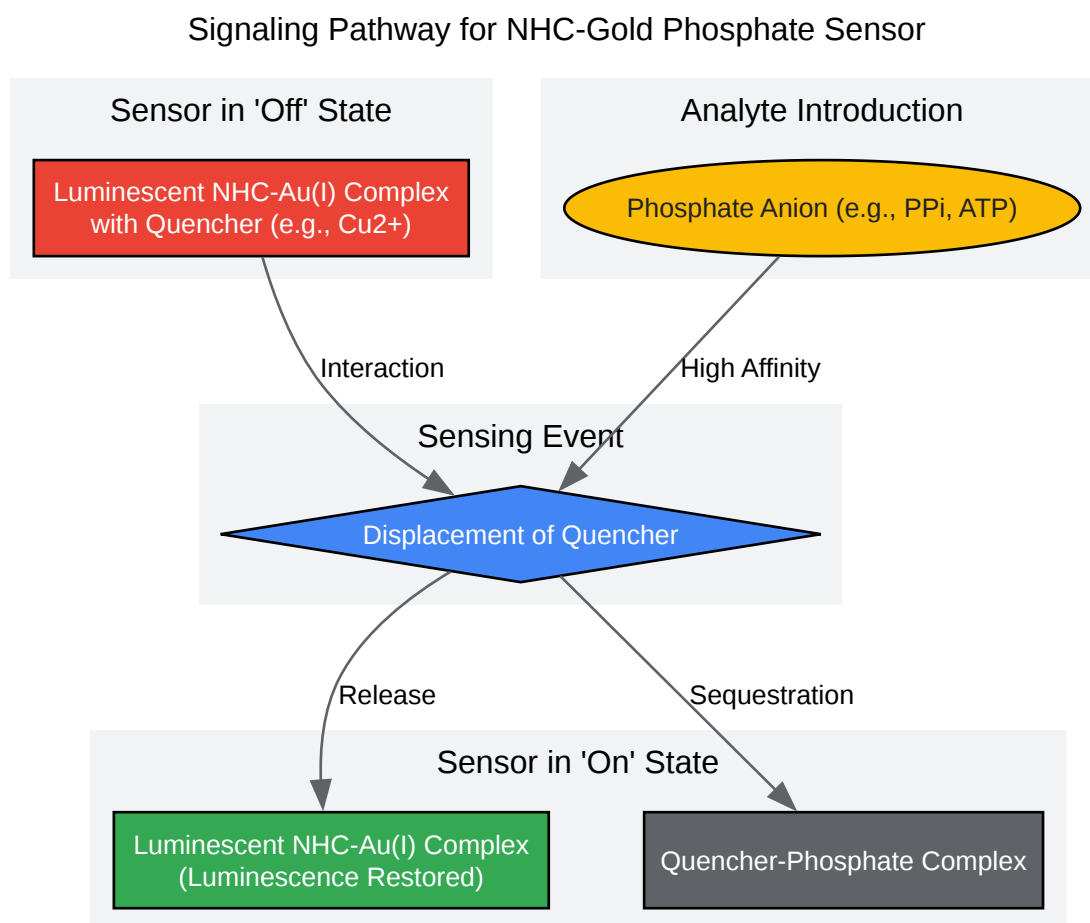 Signaling Pathway for NHC-Gold Phosphate Sensor
Sensor in 'Off' State
Analyte Introduction
Luminescent NHC-Au(I) Complex
with Quencher (e.g., Cu2+)
Phosphate Anion (e.g., PPi, ATP)
Interaction
High Affinity
Sensing Event
Displacement of Quencher
Release
Sequestration
Sensor in 'On' State
Luminescent NHC-Au(I) Complex
(Luminescence Restored)
Quencher-Phosphate Complex